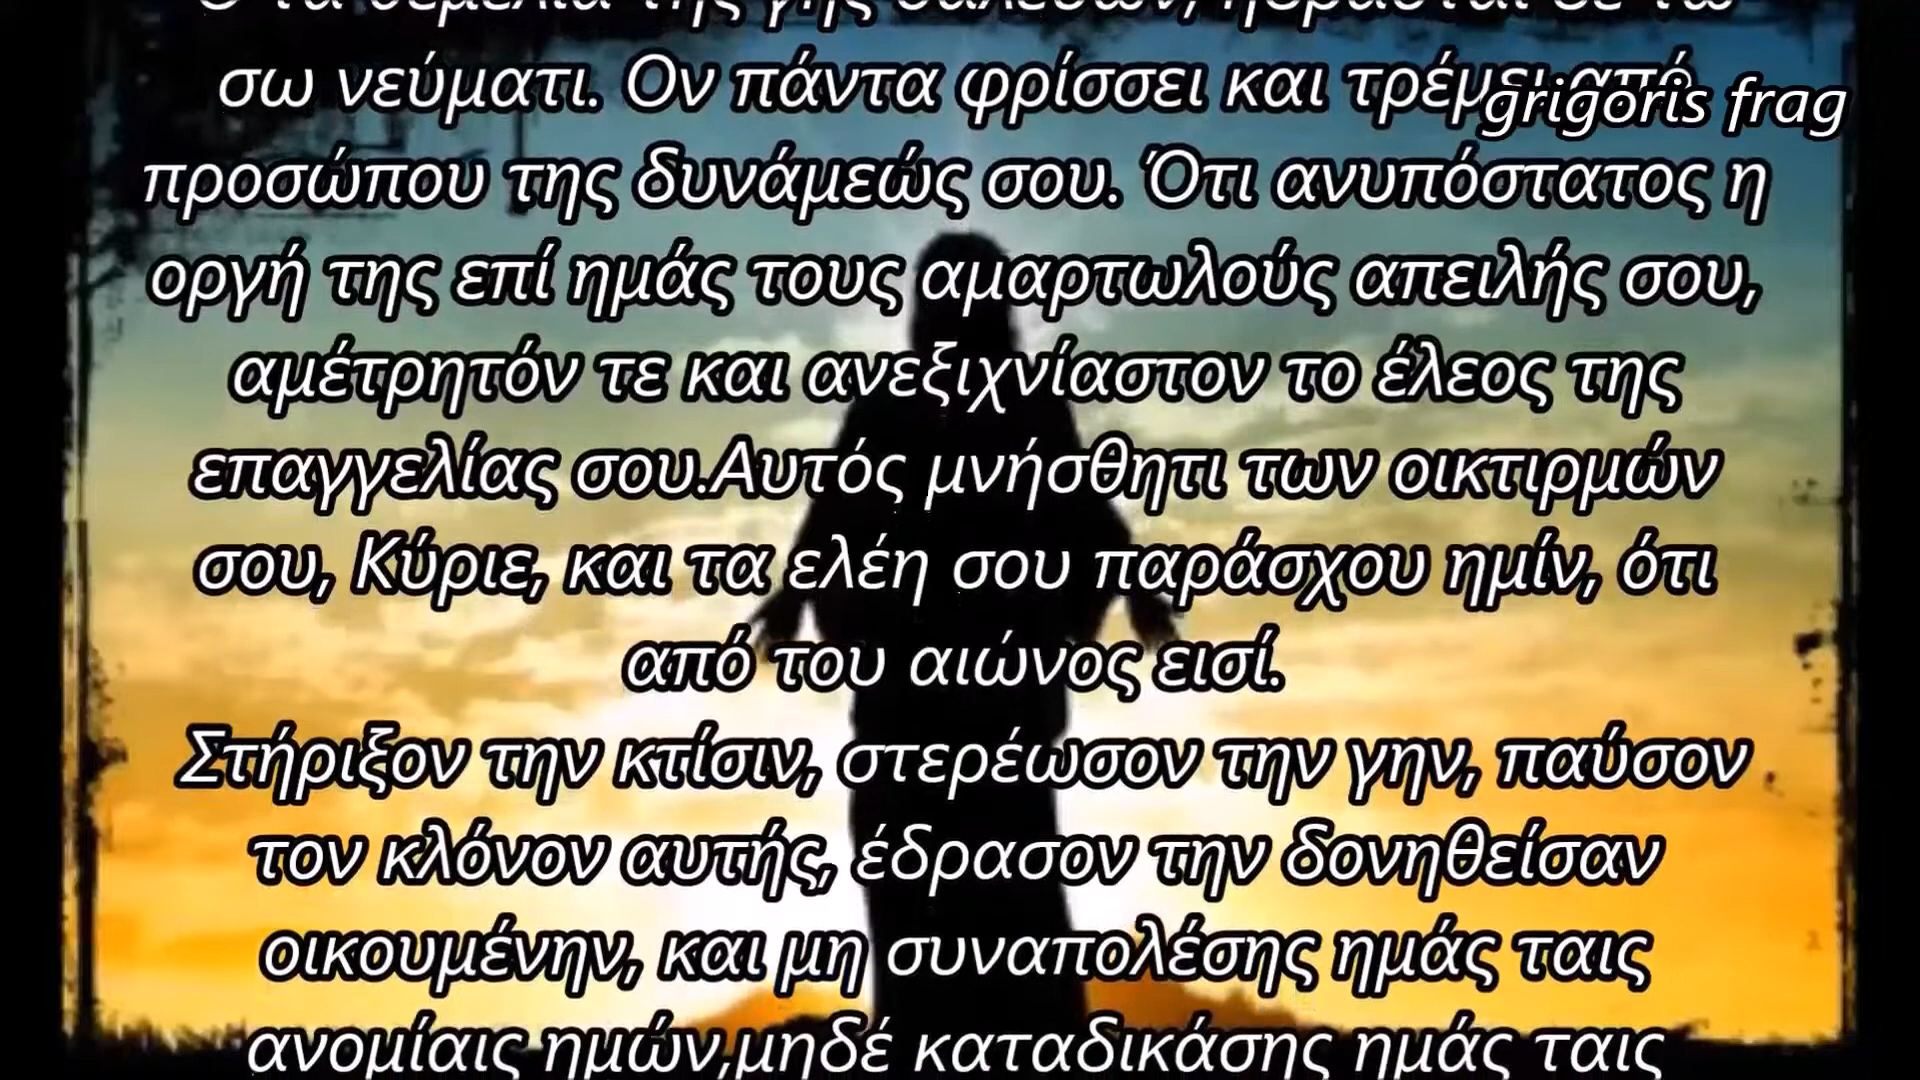 σω νεύματι. Ον πάντα φρίσσει και τρέμει από
grigoris frag
προσώπου της δυνάμεώς σου. Ότι ανυπόστατος η
οργή της επί ημάς τους αμαρτωλούς απειλής σου,
αμέτρητόν τε και ανεξιχνίαστον το έλεος της
επαγγελίας σου.Αυτός μνήσθητι των οικτιρμών
σου, Κύριε, και τα ελέη σου παράσχου ημίν, ότι
από του αιώνος εισί.
Στήριξον την κτίσιν, στερέωσον την γην, παύσον
τον κλόνον αυτής, έδρασον την δονηθείσαν
οικουμένην, και μη συναπολέσης ημάς ταις
ανομίαις ημών,μηδέ καταδικάσης ημάς ταις